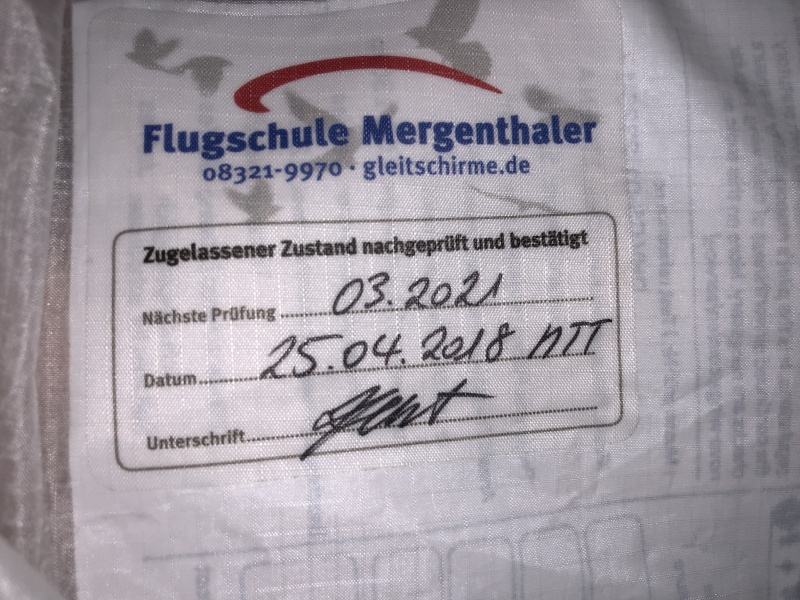 Flugschule Mergenthaler
08321-9970 · gleitschirme.de
Zugelassener Zustand nachgeprüft und bestätigt
Nächste Prüfung 03.2021
Datum 25.04.2018 NTT
Unterschrift